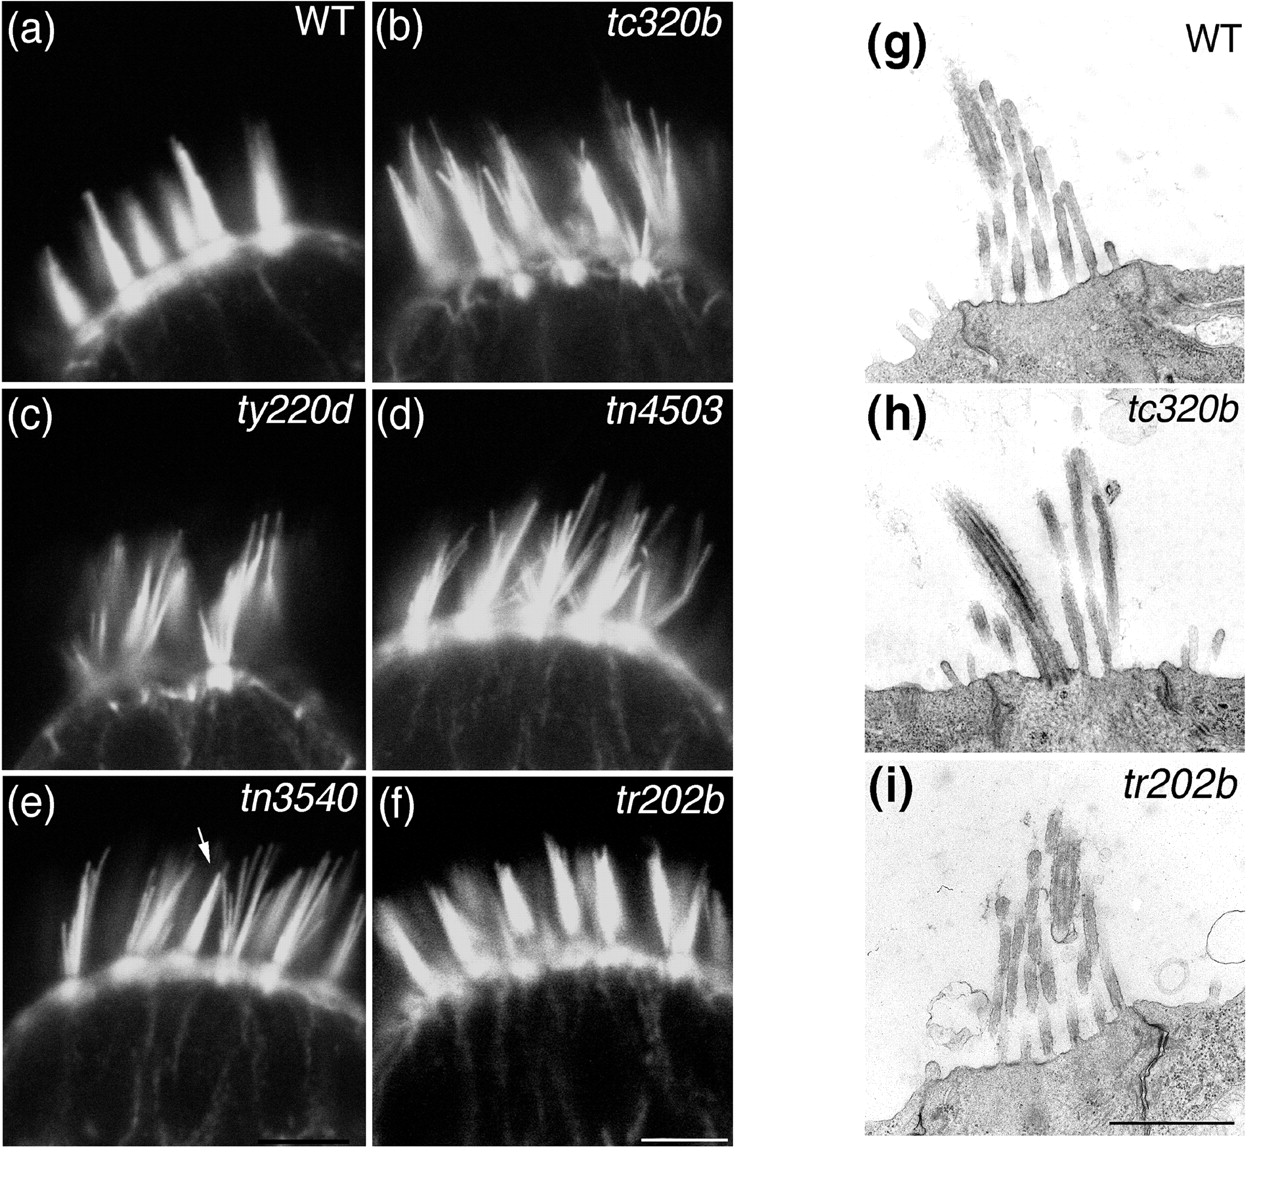 (a) WT
(b) tc320b
(c) ty220d
(d) tn4503
(e) tn3540
(f) tr202b
(g) WT
(h) tc320b
(i) tr202b